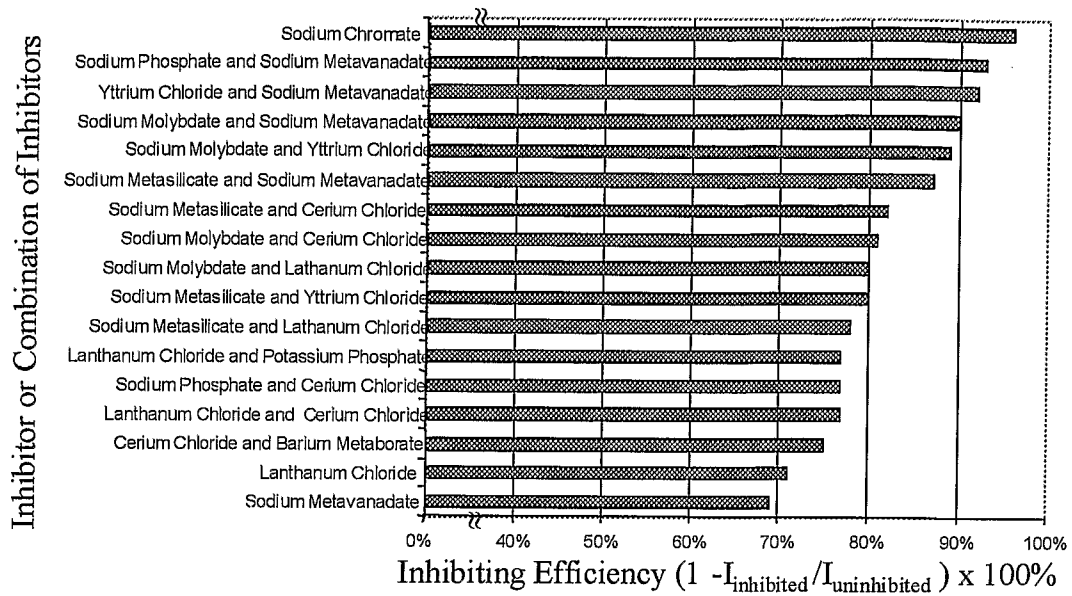 Inhibitor or Combination of Inhibitors
Sodium Chromate
Sodium Phosphate and Sodium Metavanadate
Yttrium Chloride and Sodium Metavanadate
Sodium Molybdate and Sodium Metavanadate
Sodium Molybdate and Yttrium Chloride
Sodium Metasilicate and Sodium Metavanadate
Sodium Metasilicate and Cerium Chloride
Sodium Molybdate and Cerium Chloride
Sodium Molybdate and Lathanum Chloride
Sodium Metasilicate and Yttrium Chloride
Sodium Metasilicate and Lathanum Chloride
Lanthanum Chloride and Potassium Phosphate
Sodium Phosphate and Cerium Chloride
Lanthanum Chloride and Cerium Chloride
Cerium Chloride and Barium Metaborate
Lanthanum Chloride
Sodium Metavanadate
0% 40% 50% 60% 70% 80% 90% 100%
Inhibiting Efficiency (1 -Iinhibited/Iuninhibited ) x 100%